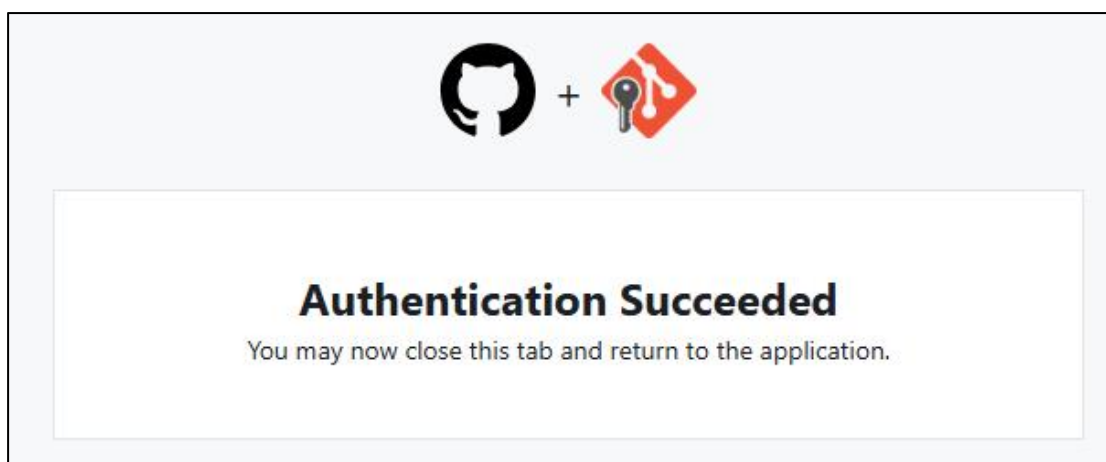 +
Authentication Succeeded
You may now close this tab and return to the application.